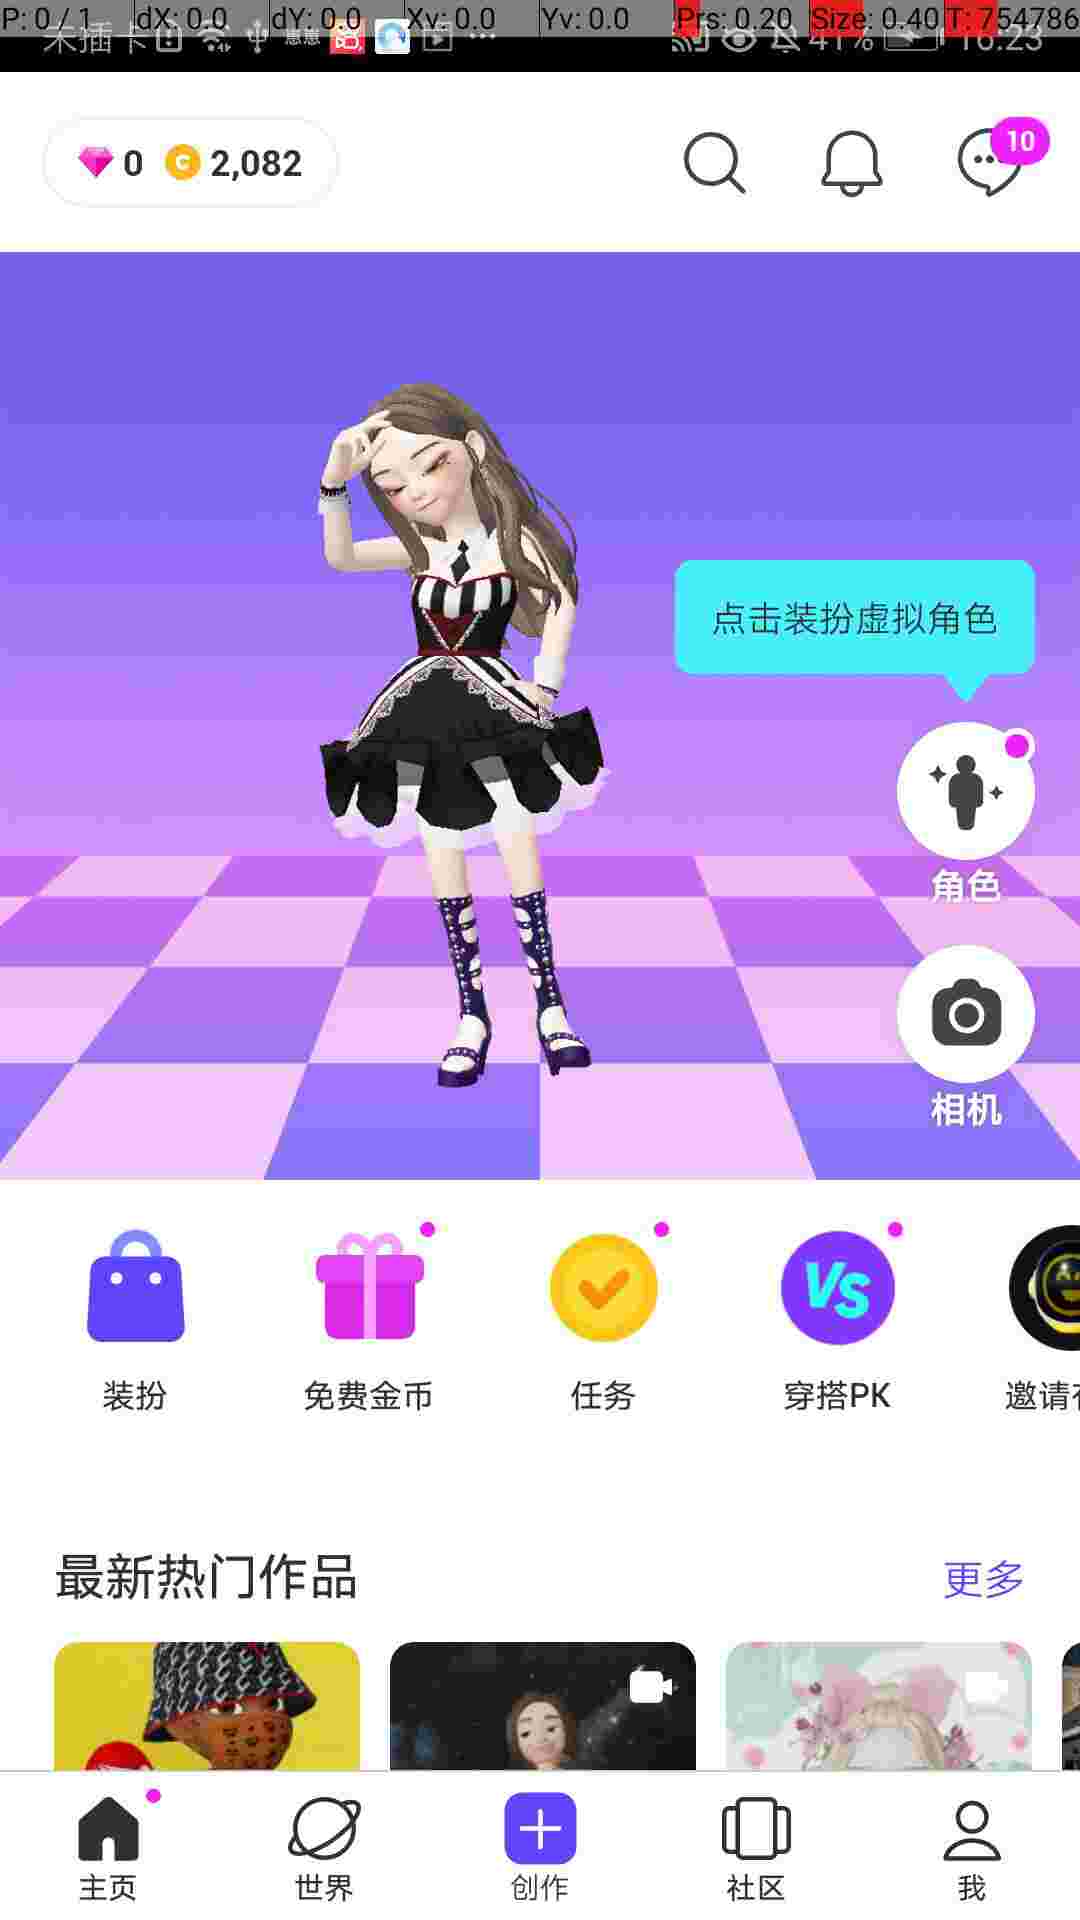 P: 0 / 1 dX: 0.0 dY: 0.0 Xv: 0.0 Yv: 0.0 Prs: 0.20 Size: 0.40 T: 754786
未插卡 惠惠 41% 16:23
0 C 2,082
10
点击装扮虚拟角色
角色
相机
VS
装扮 免费金币 任务 穿搭PK 邀请
最新热门作品 更多
主页 世界 创作 社区 我